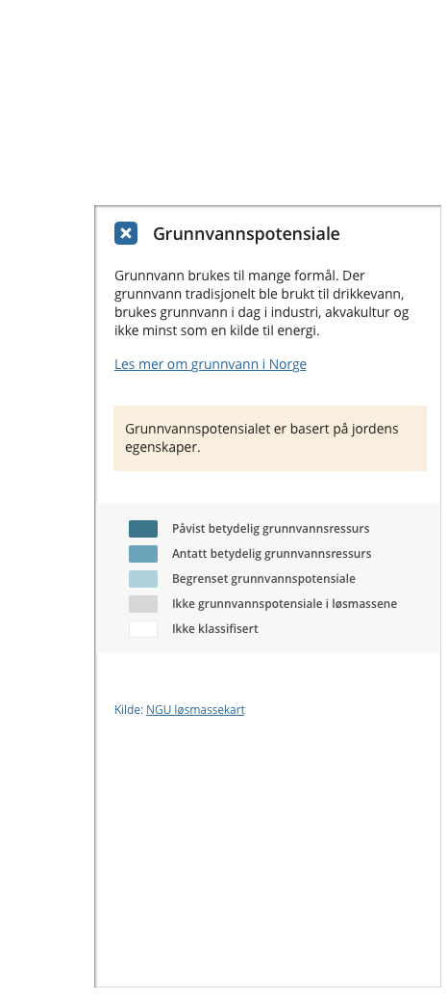 Grunnvannspotensiale
Grunnvann brukes til mange formål. Der
grunnvann tradisjonelt ble brukt til drikkevann,
brukes grunnvann i dag i industri, akvakultur og
ikke minst som en kilde til energi.
Les mer om grunnvann i Norge
Grunnvannspotensialet er basert på jordens
egenskaper.
Påvist betydelig grunnvannsressurs
Antatt betydelig grunnvannsressurs
Begrenset grunnvannspotensiale
Ikke grunnvannspotensiale i løsmassene
Ikke klassifisert
Kilde: NGU løsmassekart